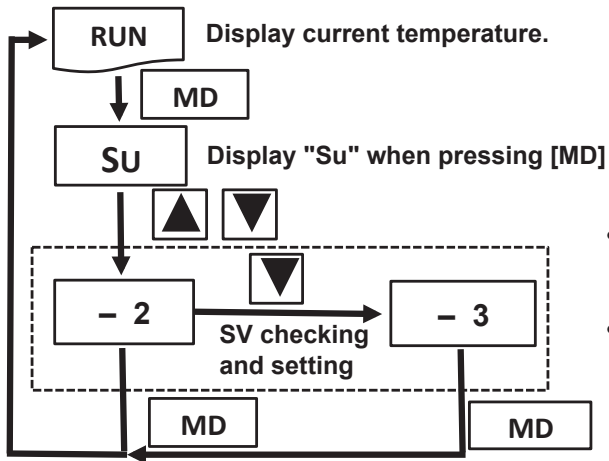 RUN
Display current temperature.
MD
Su
Display "Su" when pressing [MD]
– 2
SV checking
and setting
– 3
MD
MD